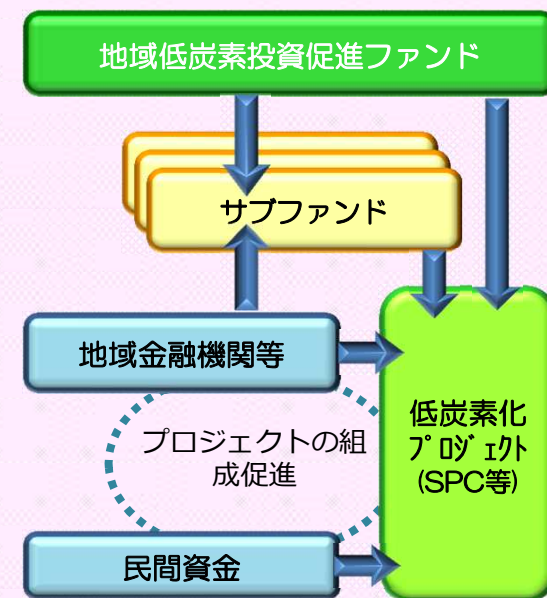 地域低炭素投資促進ファンド
サブファンド
地域金融機関等
プロジェクトの組
成促進
低炭素化
ﾌﾟﾛｼﾞｪｸﾄ
(SPC等)
民間資金